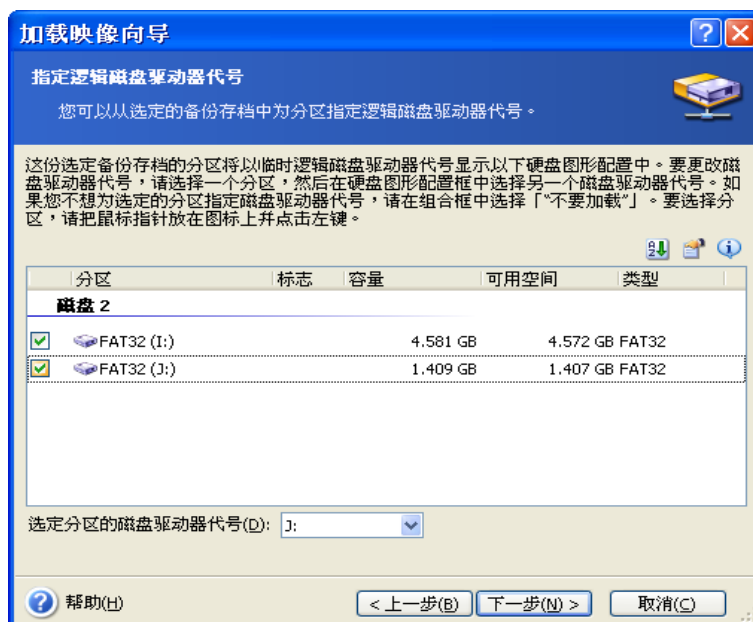 加载映像向导
指定逻辑磁盘驱动器代号
您可以从选定的备份存档中为分区指定逻辑磁盘驱动器代号。
这份选定备份存档的分区将以临时逻辑磁盘驱动器代号显示以下硬盘图形配置中。要更改磁
盘驱动器代号，请选择一个分区，然后在硬盘图形配置框中选择另一个磁盘驱动器代号。如
果您不想为选定的分区指定磁盘驱动器代号，请在组合框中选择「"不要加载"」。要选择分
区，请把鼠标指针放在图标上并点击左键。
分区 标志 容量 可用空间 类型
磁盘 2
FAT32 (I:) 4.581 GB 4.572 GB FAT32
FAT32 (J:) 1.409 GB 1.407 GB FAT32
选定分区的磁盘驱动器代号(D): J:
帮助(H) < 上一步(B) 下一步(N) > 取消(C)